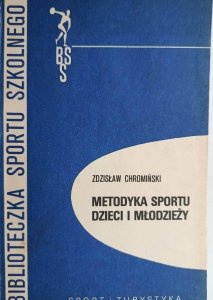 BIBLIOTECZKA SPORTU SZKOLNEGO
BSS
ZDZISŁAW CHROMIŃSKI
METODYKA SPORTU
DZIECI I MŁODZIEŻY
SPORT I TURYSTYKA